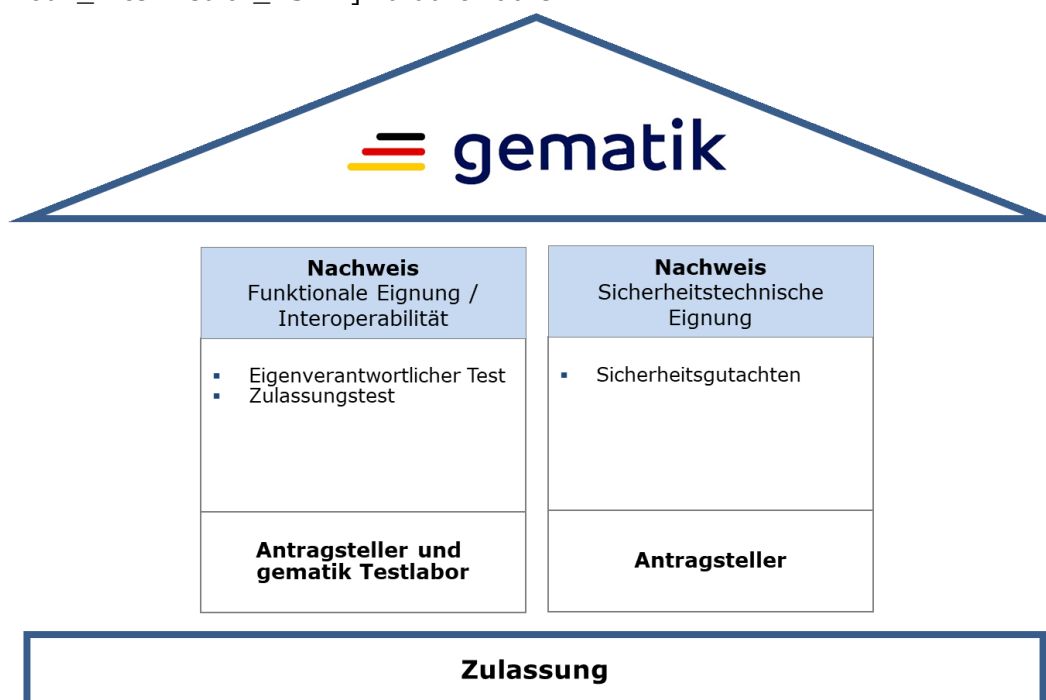 gematik
Nachweis
Funktionale Eignung /
Interoperabilität
▪ Eigenverantwortlicher Test
▪ Zulassungstest
Antragsteller und
gematik Testlabor
Nachweis
Sicherheitstechnische
Eignung
▪ Sicherheitsgutachten
Antragsteller
Zulassung